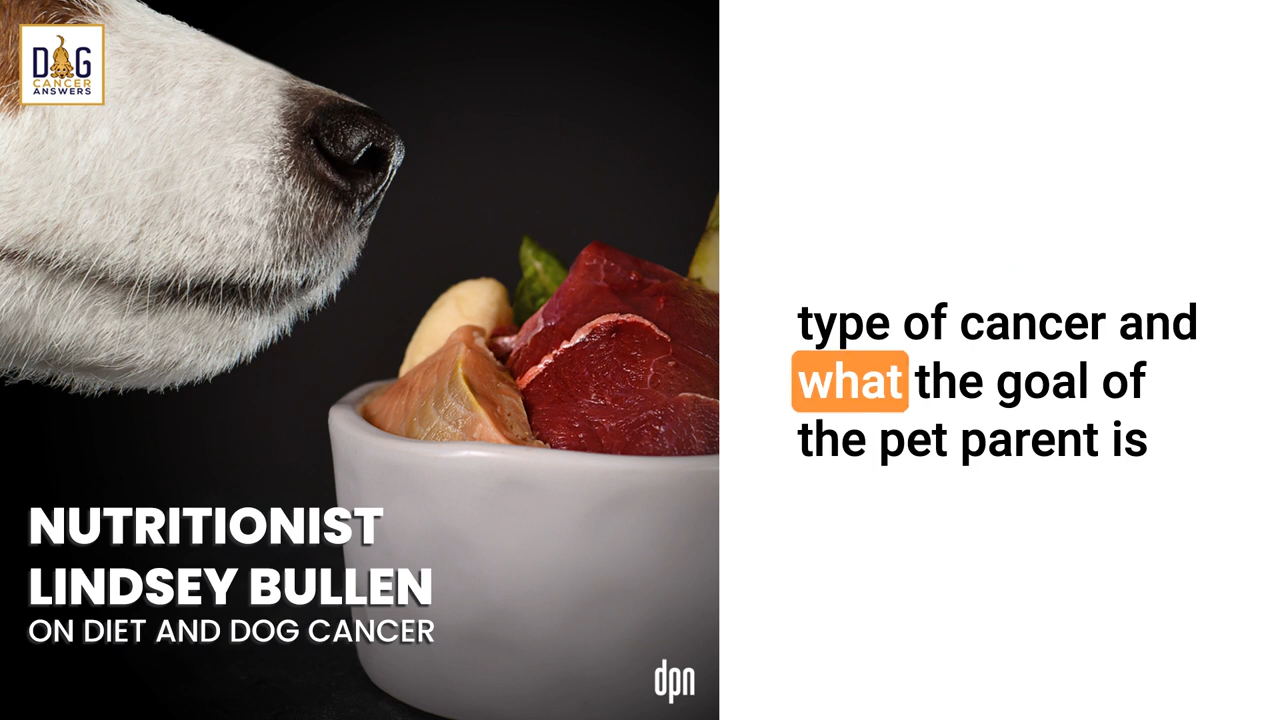 DOG
CANCER
ANSWERS
NUTRITIONIST
LINDSEY BULLEN
ON DIET AND DOG CANCER
dpn
type of cancer and
what the goal of
the pet parent is